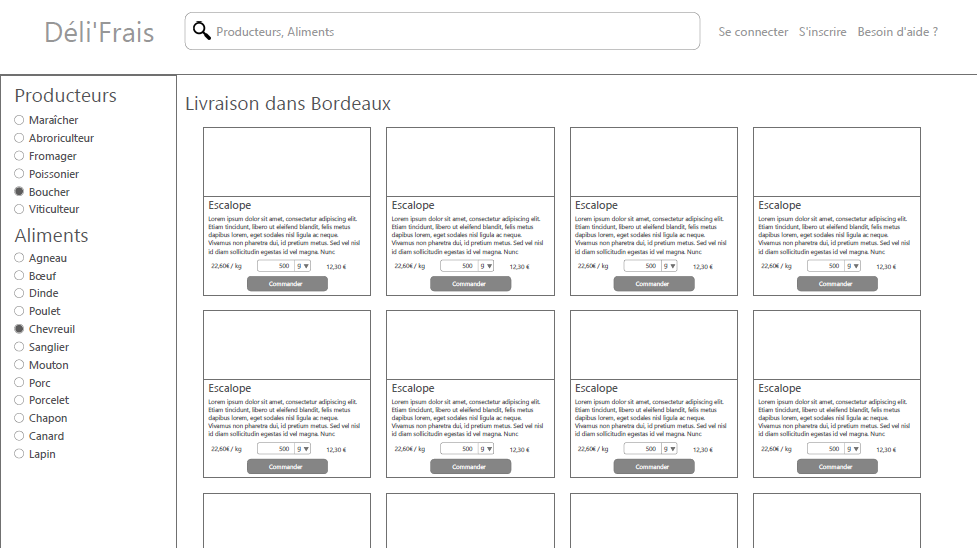 Déli'Frais
Producteurs, Aliments
Se connecter S'inscrire Besoin d'aide ?
Producteurs
Maraîcher
Abroriculteur
Fromager
Poissonier
Boucher
Viticulteur
Aliments
Agneau
Bœuf
Dinde
Poulet
Chevreuil
Sanglier
Mouton
Porc
Porcelet
Chapon
Canard
Lapin
Livraison dans Bordeaux
Escalope
Lorem ipsum dolor sit amet, consectetur adipiscing elit.
Etiam tincidunt, libero ut eleifend blandit, felis metus
dapibus lorem, eget sodales nisl ligula ac neque.
Vivamus non pharetra dui, id pretium metus. Sed vel nisl
id diam sollicitudin egestas id vel magna. Nunc
22,60€ / kg 500 g 12,30 €
Commander
Escalope
Lorem ipsum dolor sit amet, consectetur adipiscing elit.
Etiam tincidunt, libero ut eleifend blandit, felis metus
dapibus lorem, eget sodales nisl ligula ac neque.
Vivamus non pharetra dui, id pretium metus. Sed vel nisl
id diam sollicitudin egestas id vel magna. Nunc
22,60€ / kg 500 g 12,30 €
Commander
Escalope
Lorem ipsum dolor sit amet, consectetur adipiscing elit.
Etiam tincidunt, libero ut eleifend blandit, felis metus
dapibus lorem, eget sodales nisl ligula ac neque.
Vivamus non pharetra dui, id pretium metus. Sed vel nisl
id diam sollicitudin egestas id vel magna. Nunc
22,60€ / kg 500 g 12,30 €
Commander
Escalope
Lorem ipsum dolor sit amet, consectetur adipiscing elit.
Etiam tincidunt, libero ut eleifend blandit, felis metus
dapibus lorem, eget sodales nisl ligula ac neque.
Vivamus non pharetra dui, id pretium metus. Sed vel nisl
id diam sollicitudin egestas id vel magna. Nunc
22,60€ / kg 500 g 12,30 €
Commander
Escalope
Lorem ipsum dolor sit amet, consectetur adipiscing elit.
Etiam tincidunt, libero ut eleifend blandit, felis metus
dapibus lorem, eget sodales nisl ligula ac neque.
Vivamus non pharetra dui, id pretium metus. Sed vel nisl
id diam sollicitudin egestas id vel magna. Nunc
22,60€ / kg 500 g 12,30 €
Commander
Escalope
Lorem ipsum dolor sit amet, consectetur adipiscing elit.
Etiam tincidunt, libero ut eleifend blandit, felis metus
dapibus lorem, eget sodales nisl ligula ac neque.
Vivamus non pharetra dui, id pretium metus. Sed vel nisl
id diam sollicitudin egestas id vel magna. Nunc
22,60€ / kg 500 g 12,30 €
Commander
Escalope
Lorem ipsum dolor sit amet, consectetur adipiscing elit.
Etiam tincidunt, libero ut eleifend blandit, felis metus
dapibus lorem, eget sodales nisl ligula ac neque.
Vivamus non pharetra dui, id pretium metus. Sed vel nisl
id diam sollicitudin egestas id vel magna. Nunc
22,60€ / kg 500 g 12,30 €
Commander
Escalope
Lorem ipsum dolor sit amet, consectetur adipiscing elit.
Etiam tincidunt, libero ut eleifend blandit, felis metus
dapibus lorem, eget sodales nisl ligula ac neque.
Vivamus non pharetra dui, id pretium metus. Sed vel nisl
id diam sollicitudin egestas id vel magna. Nunc
22,60€ / kg 500 g 12,30 €
Commander